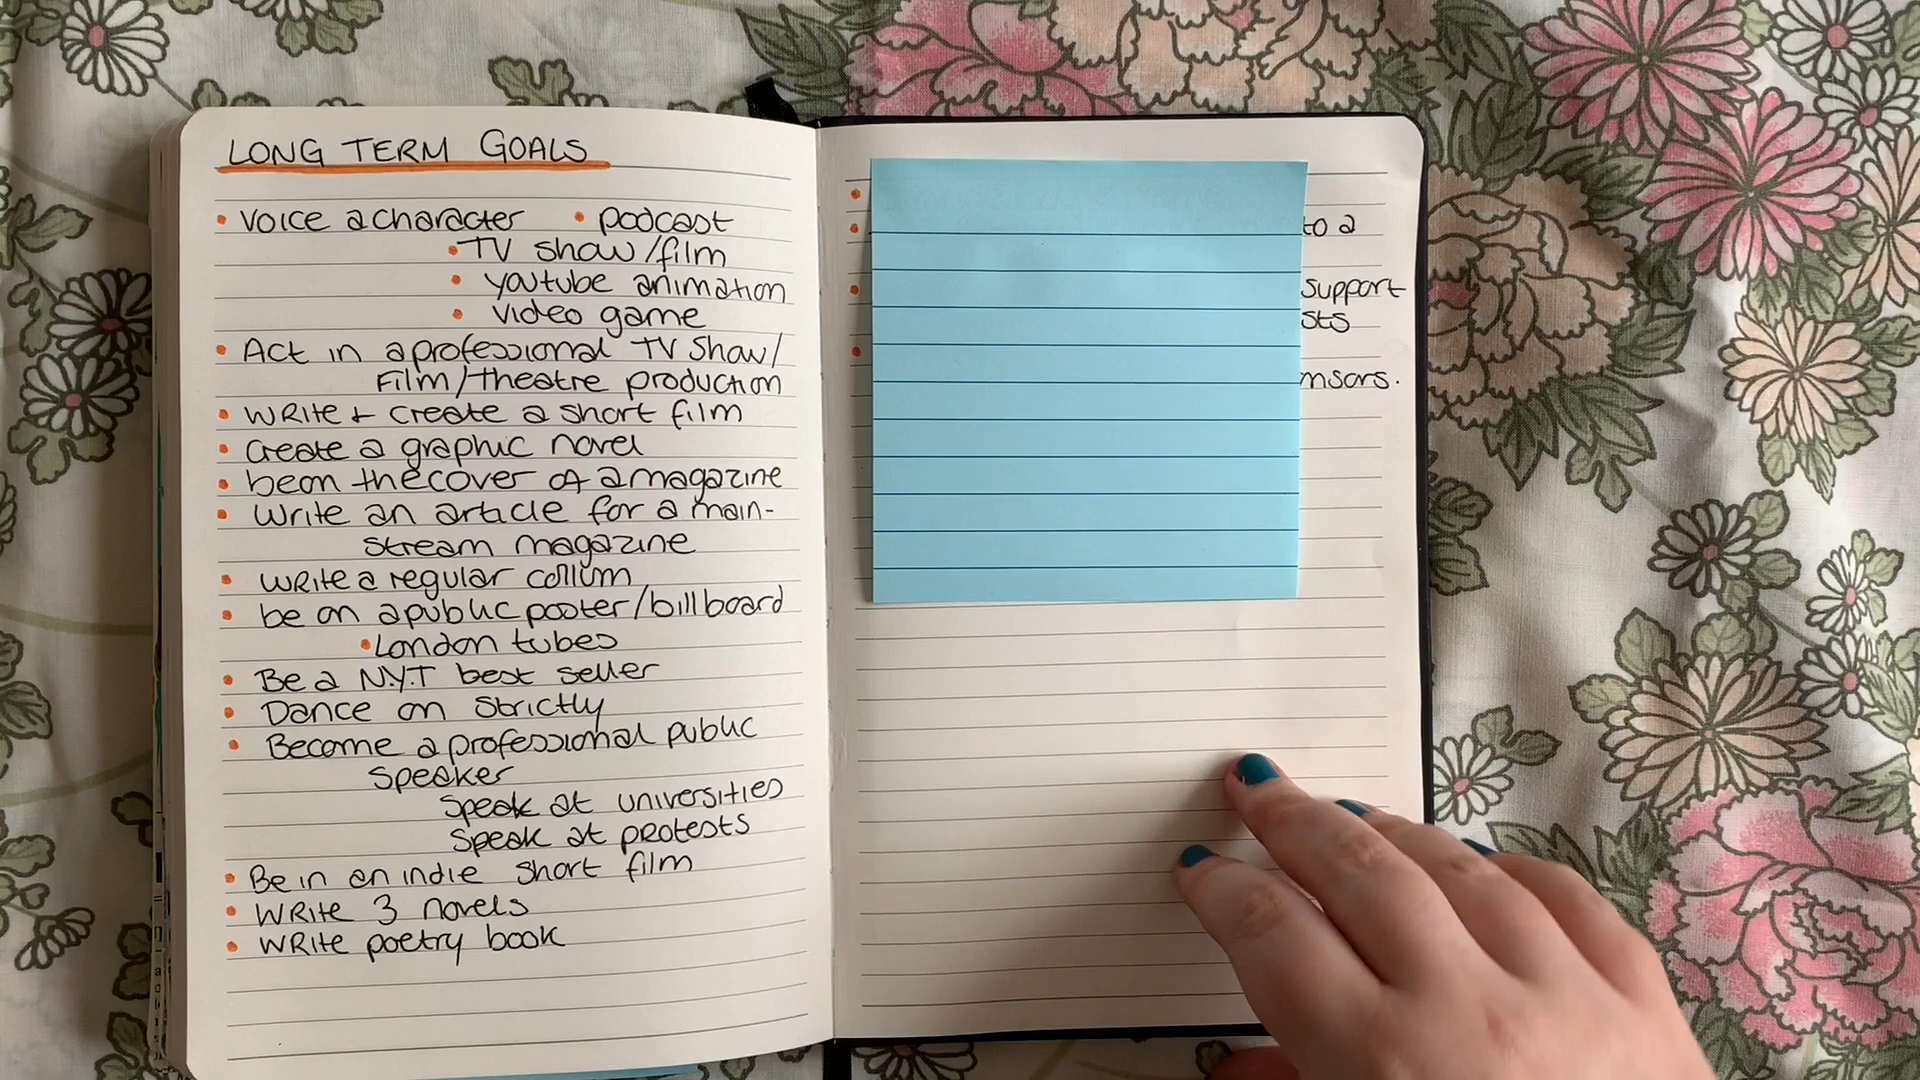 LONG TERM GOALS
• Voice a character • podcast
• TV show/film
• youtube animation
• video game
• Act in a professional TV Show/
Film/Theatre production
• Write + create a short film
• Create a graphic novel
• be on the cover of a magazine
• Write an article for a main-
stream magazine
• Write a regular collum
• be on a public poster/billboard
• London tubes
• Be a N.Y.T best seller
• Dance on Strictly
• Become a professional public
Speaker
Speak at universities
Speak at protests
• Be in an indie short film
• Write 3 novels
• Write poetry book
to a
support
sts
nsors.